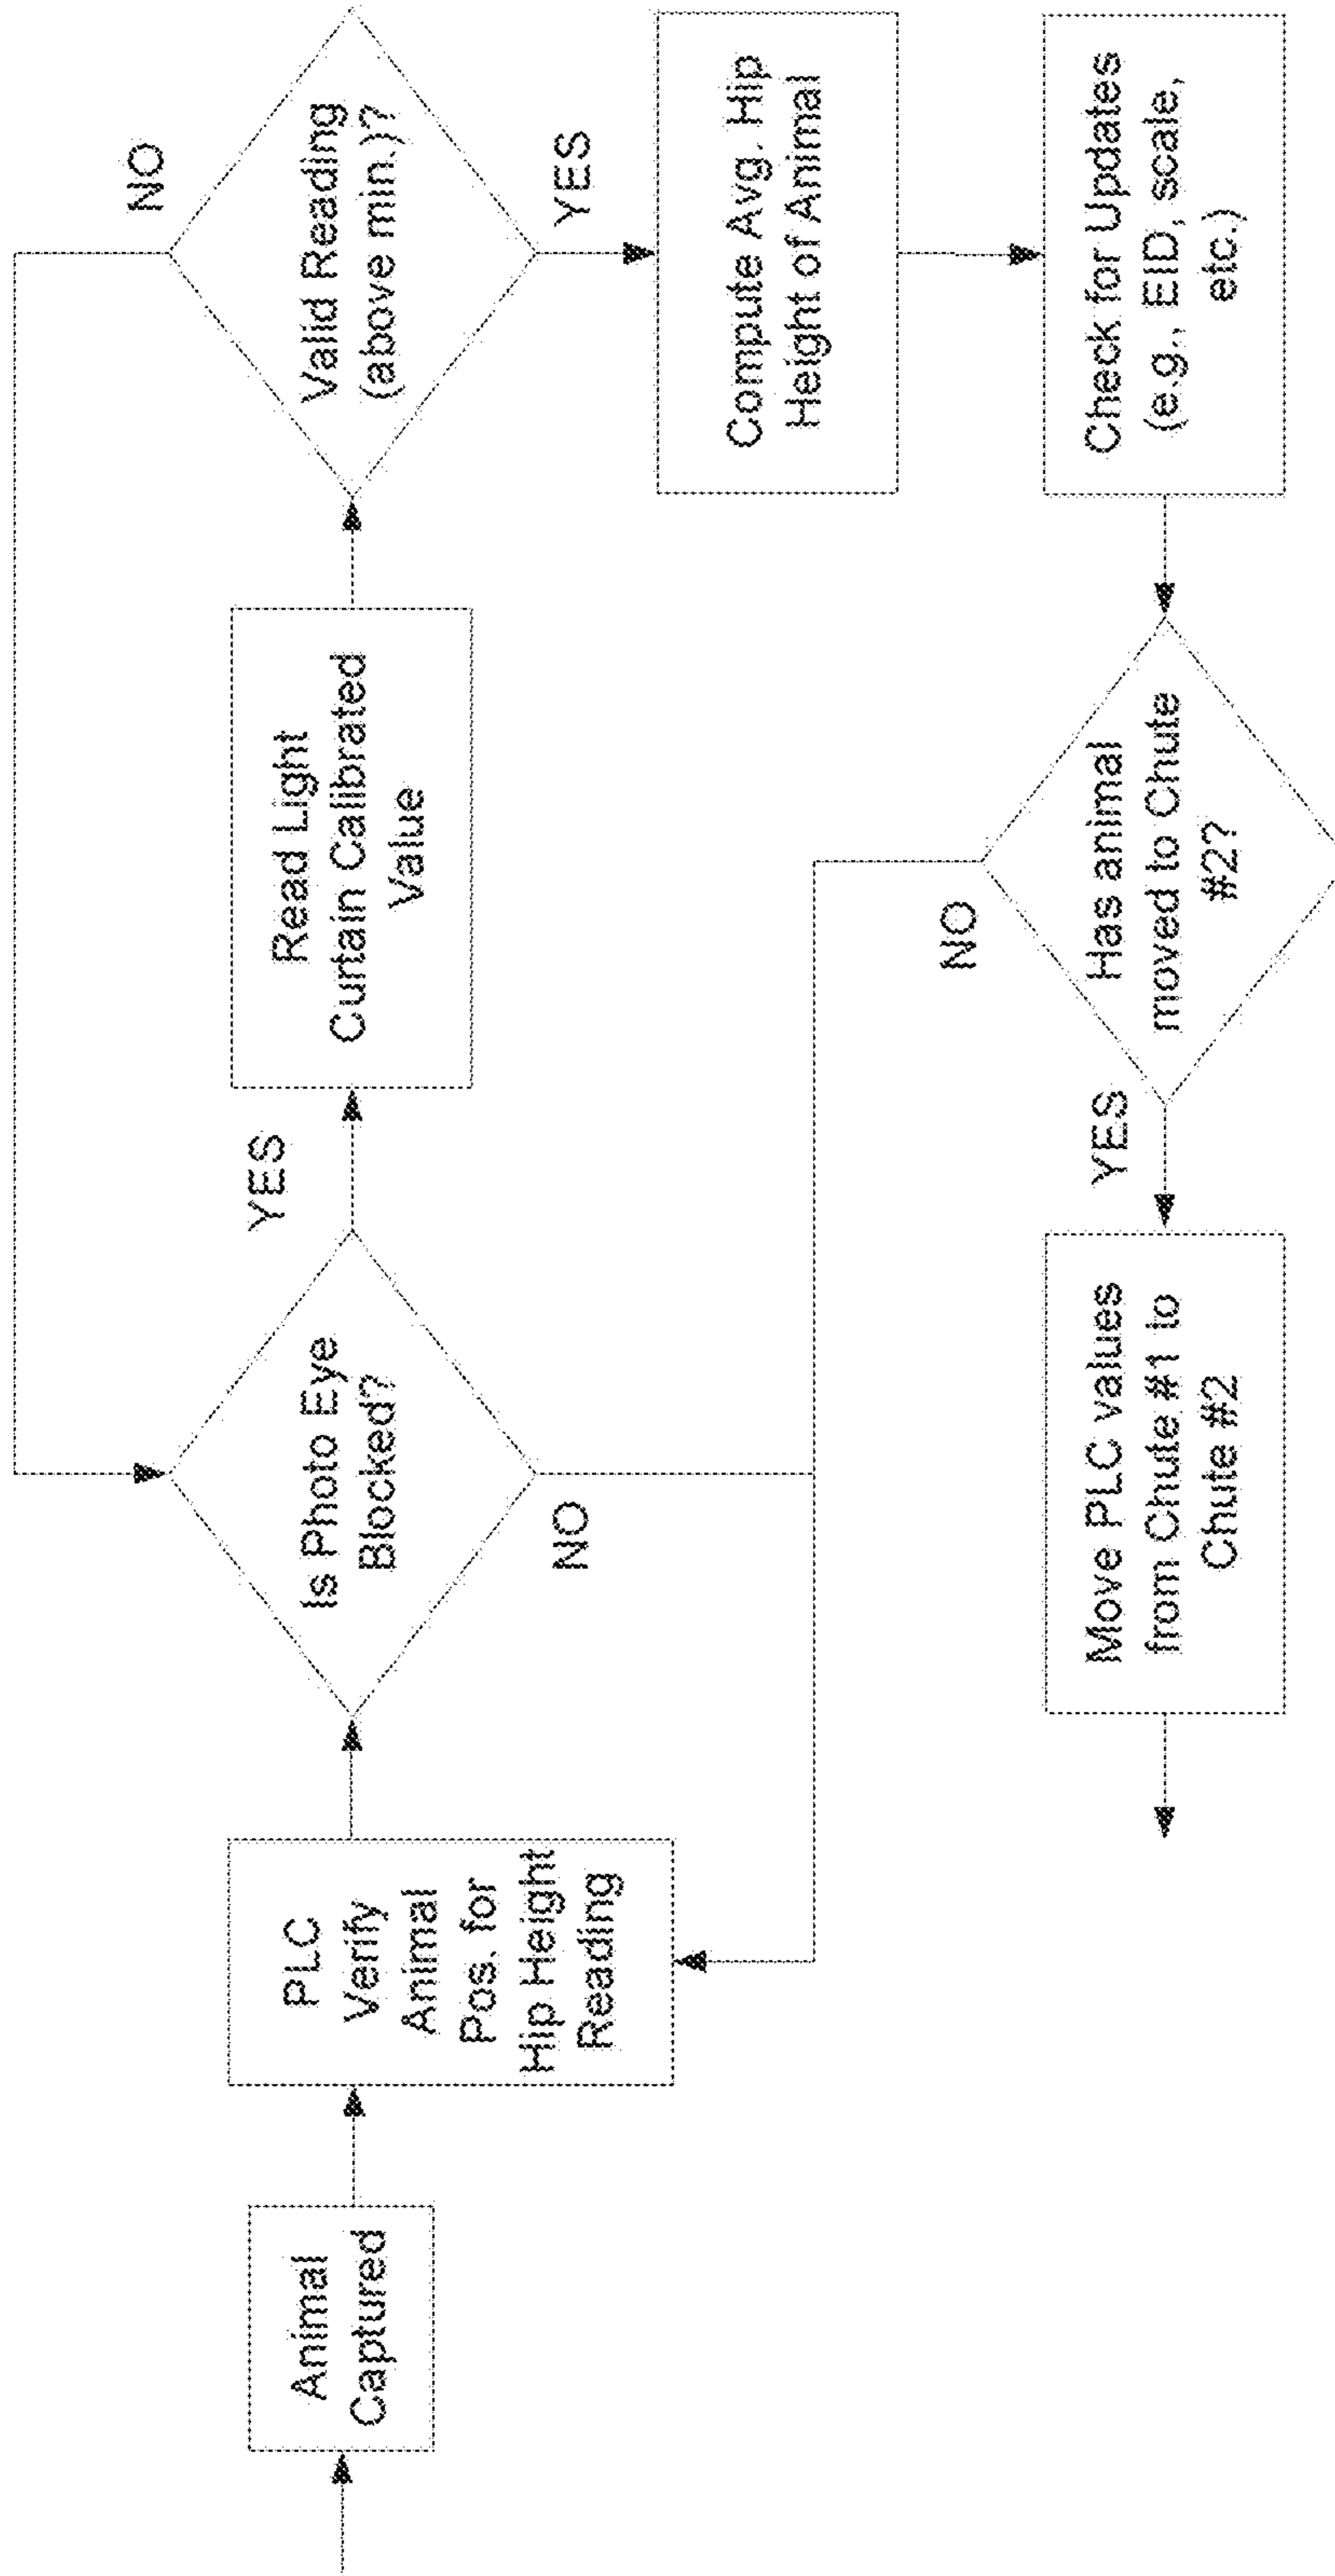 Animal
Captured
PLC
Verify
Animal
Pos. for
Hip Height
Reading
Is Photo Eye
Blocked?
YES
NO
Read Light
Curtain Calibrated
Value
Valid Reading
(above min.)?
NO
YES
Compute Avg. Hip
Height of Animal
Check for Updates
(e.g., EID, scale,
etc.)
Has animal
moved to Chute
#2?
NO
YES
Move PLC values
from Chute #1 to
Chute #2